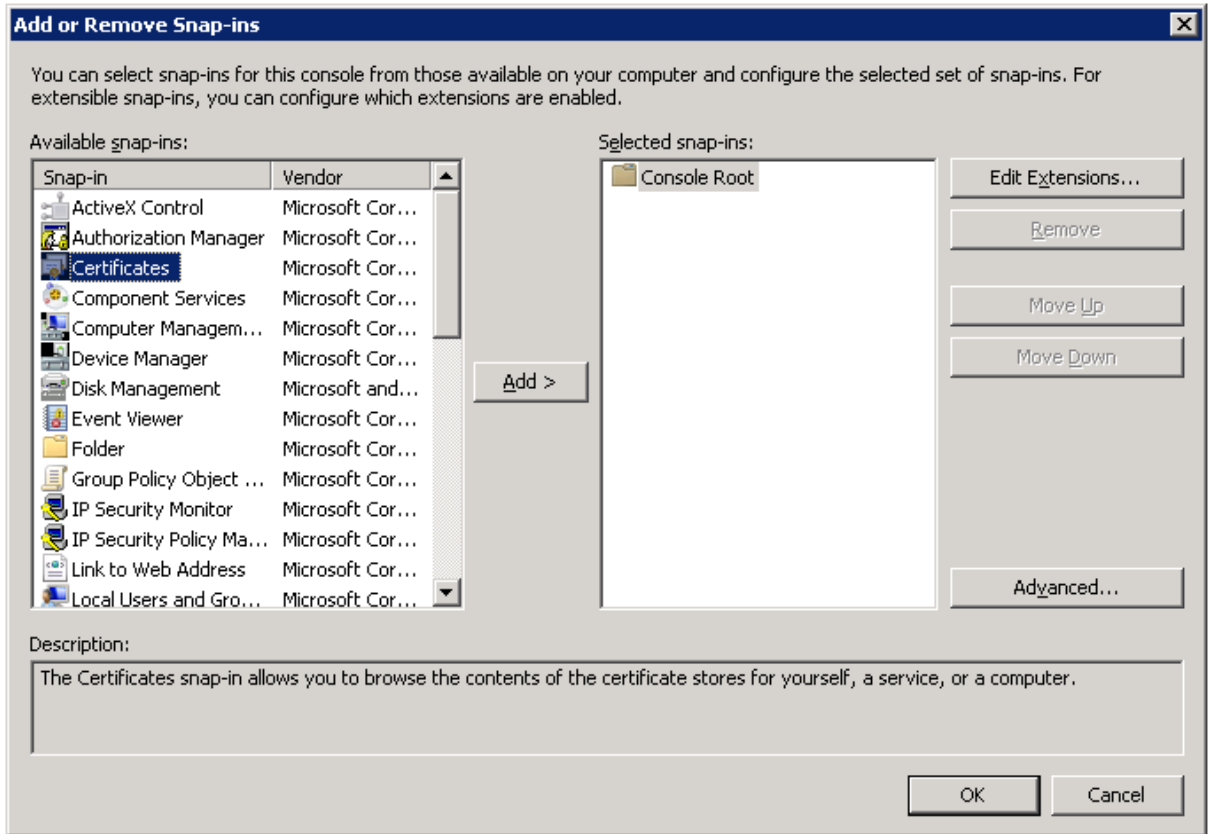 Add or Remove Snap-ins
You can select snap-ins for this console from those available on your computer and configure the selected set of snap-ins. For
extensible snap-ins, you can configure which extensions are enabled.
Available snap-ins:
Selected snap-ins:
Snap-in Vendor
ActiveX Control Microsoft Cor...
Authorization Manager Microsoft Cor...
Certificates Microsoft Cor...
Component Services Microsoft Cor...
Computer Managem... Microsoft Cor...
Device Manager Microsoft Cor...
Disk Management Microsoft and...
Event Viewer Microsoft Cor...
Folder Microsoft Cor...
Group Policy Object ... Microsoft Cor...
IP Security Monitor Microsoft Cor...
IP Security Policy Ma... Microsoft Cor...
Link to Web Address Microsoft Cor...
Local Users and Gro... Microsoft Cor...
Add >
Console Root
Edit Extensions...
Remove
Move Up
Move Down
Advanced...
Description:
The Certificates snap-in allows you to browse the contents of the certificate stores for yourself, a service, or a computer.
OK
Cancel